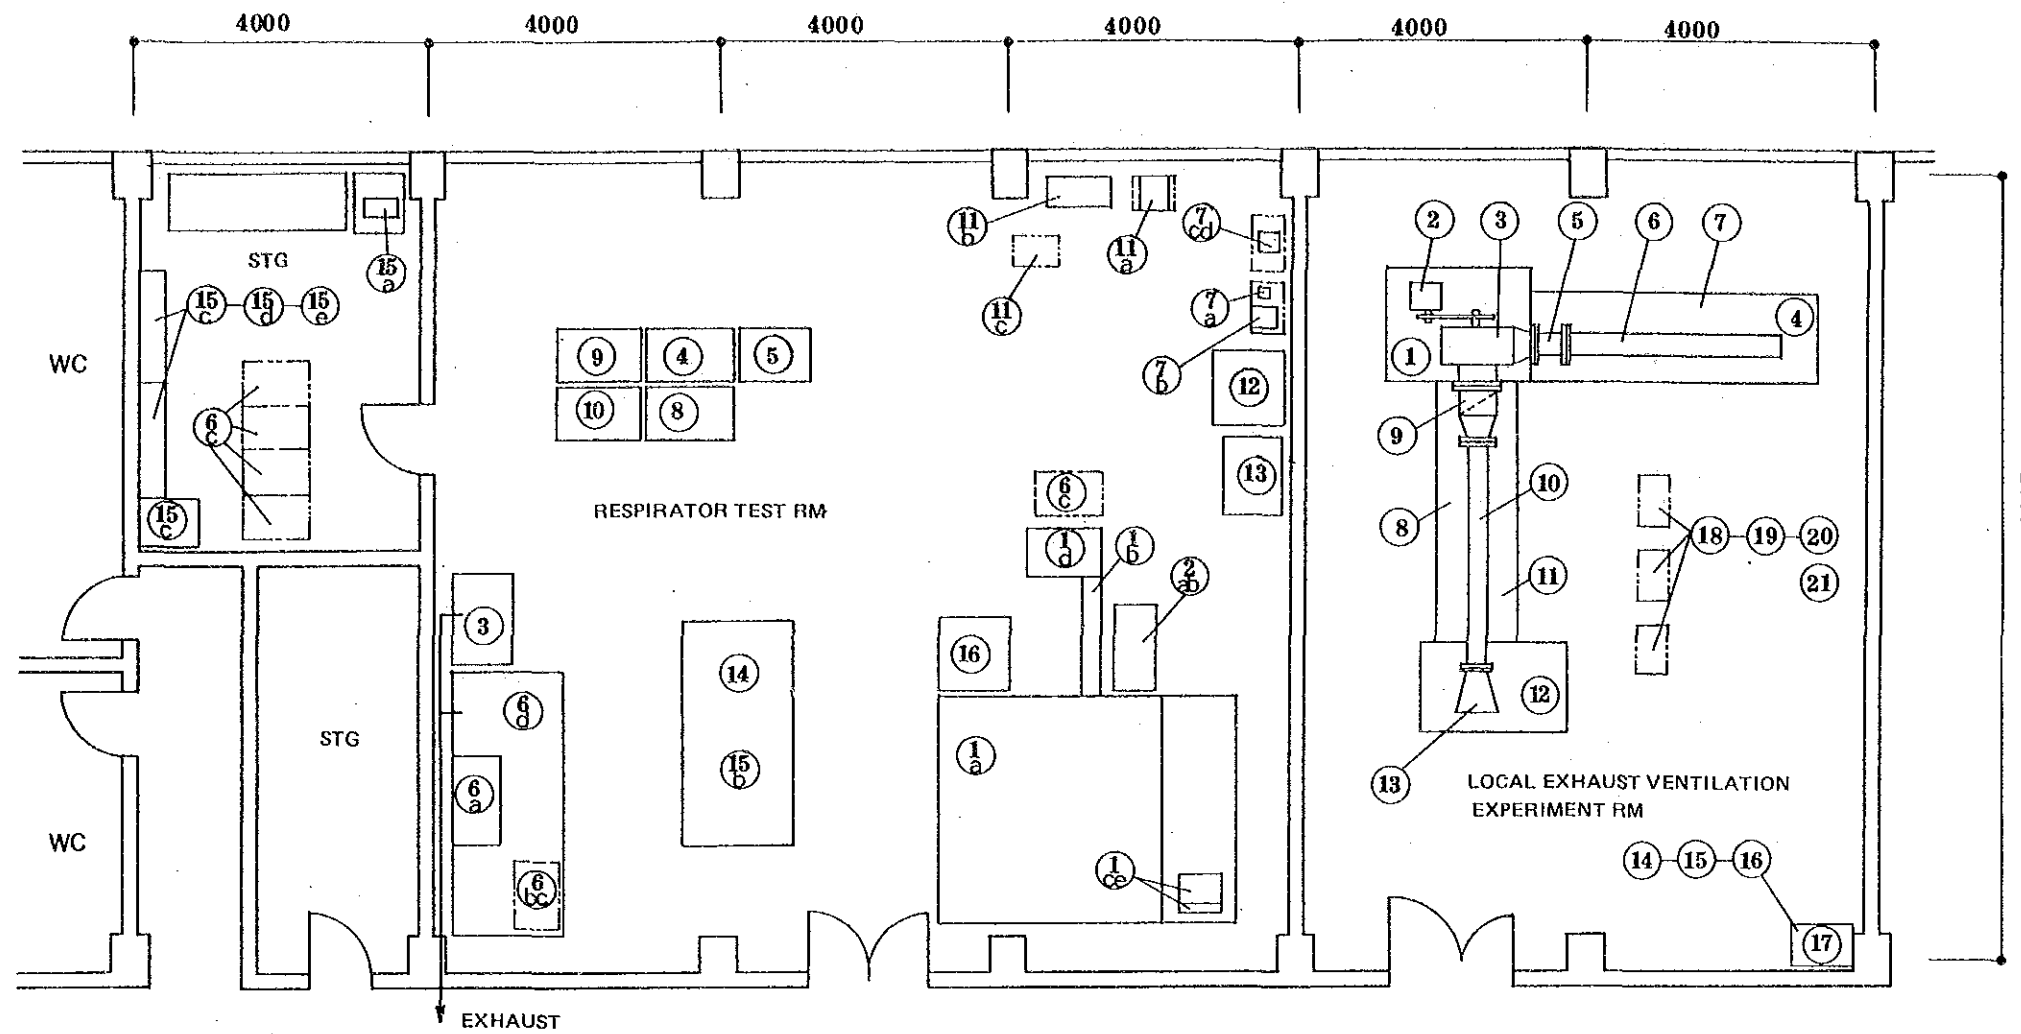 4000 4000 4000 4000 4000 4000
11 b
11 a
7 cd
2
3
5
6
7
STG
15 a
15 c 15 d 15 e
11 c
7 a
4
1
WC
9
4
5
7 b
12
10
8
6 c
9
13
15 c
RESPIRATOR TEST RM
6 c
10
8
18 19 20
21
1 d
1 b
2 ab
11
3
16
14
12
6 d
STG
1 a
15 b
6 a
13
LOCAL EXHAUST VENTILATION
EXPERIMENT RM
WC
1 ce
6 bc
14 15 16
17
EXHAUST